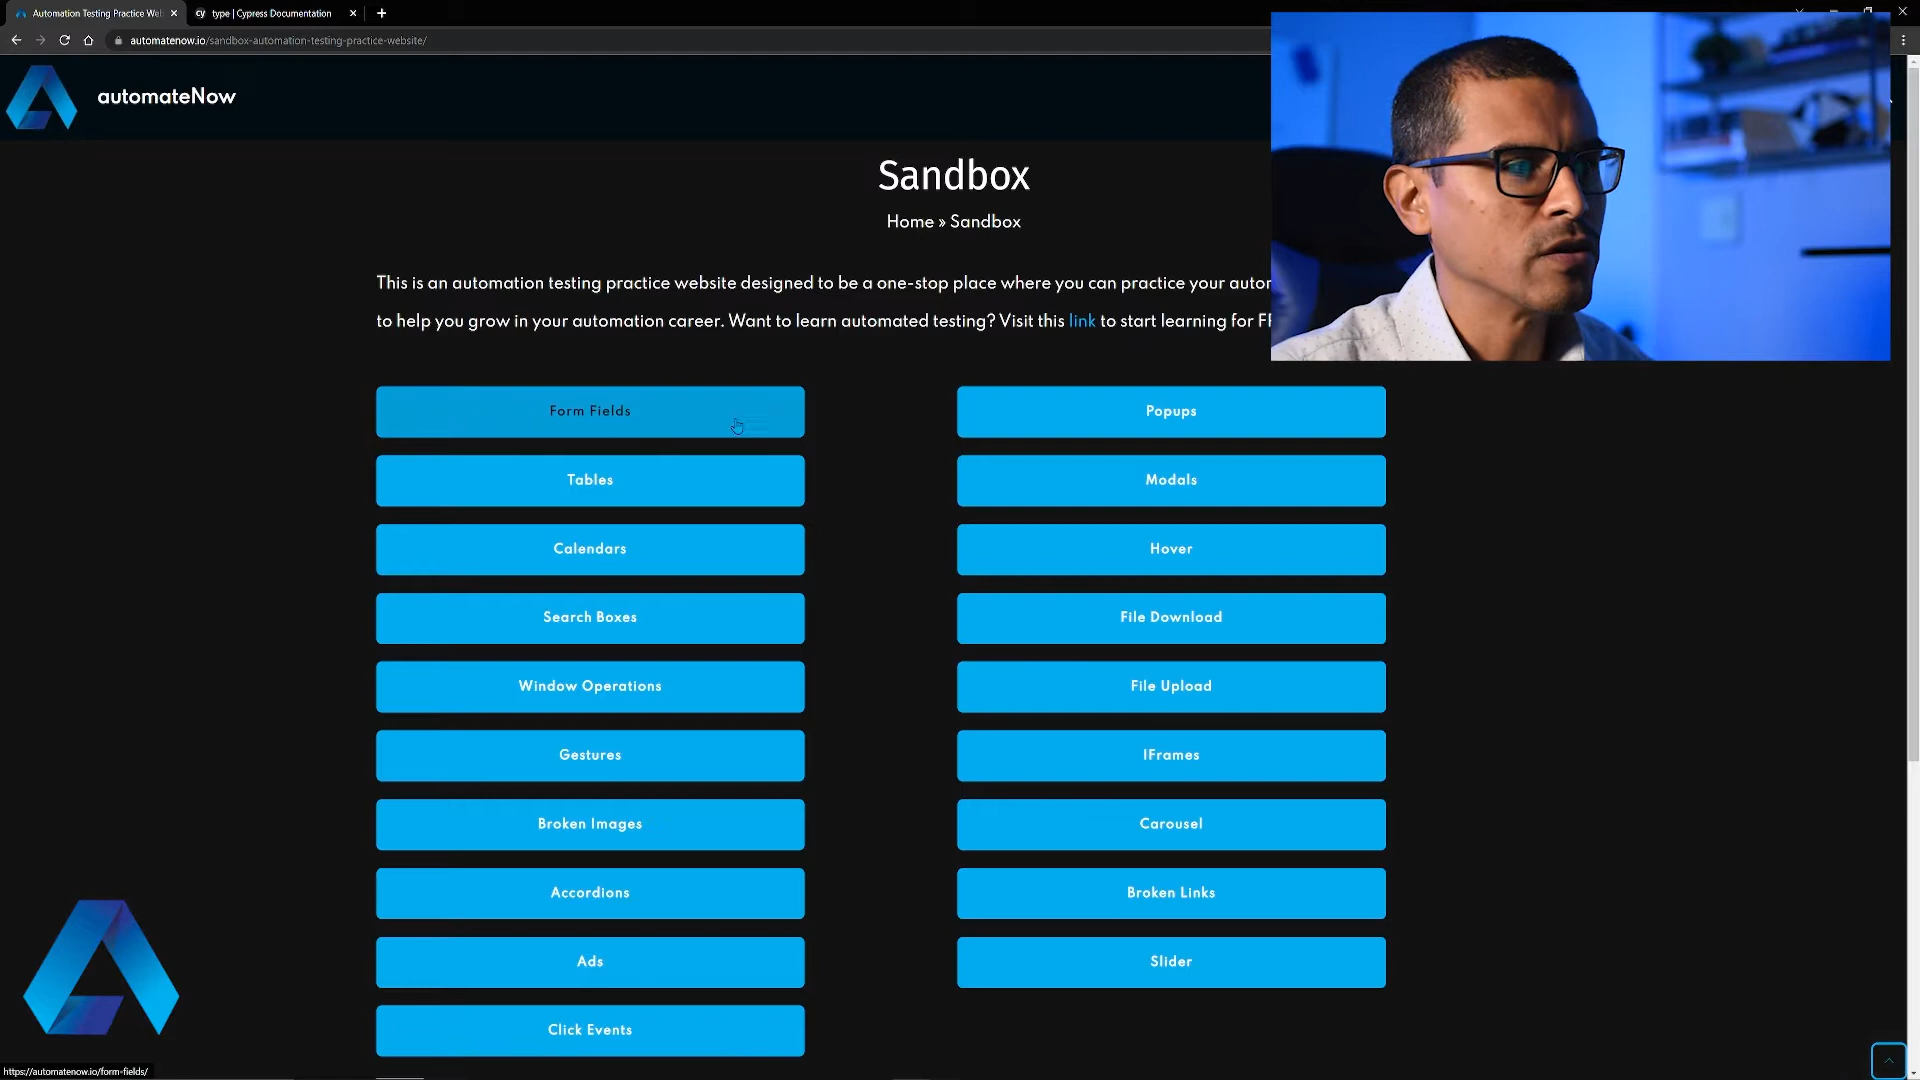 Automation Testing Practice Web
type | Cypress Documentation
automatenow.io/sandbox-automation-testing-practice-website/
automateNow
Sandbox
Home » Sandbox
This is an automation testing practice website designed to be a one-stop place where you can practice your
to help you grow in your automation career. Want to learn automated testing? Visit this link to start learning for
Form Fields
Popups
Tables
Modals
Calendars
Hover
Search Boxes
File Download
Window Operations
File Upload
Gestures
IFrames
Broken Images
Carousel
Accordions
Broken Links
Ads
Slider
Click Events
https://automatenow.io/form-fields/